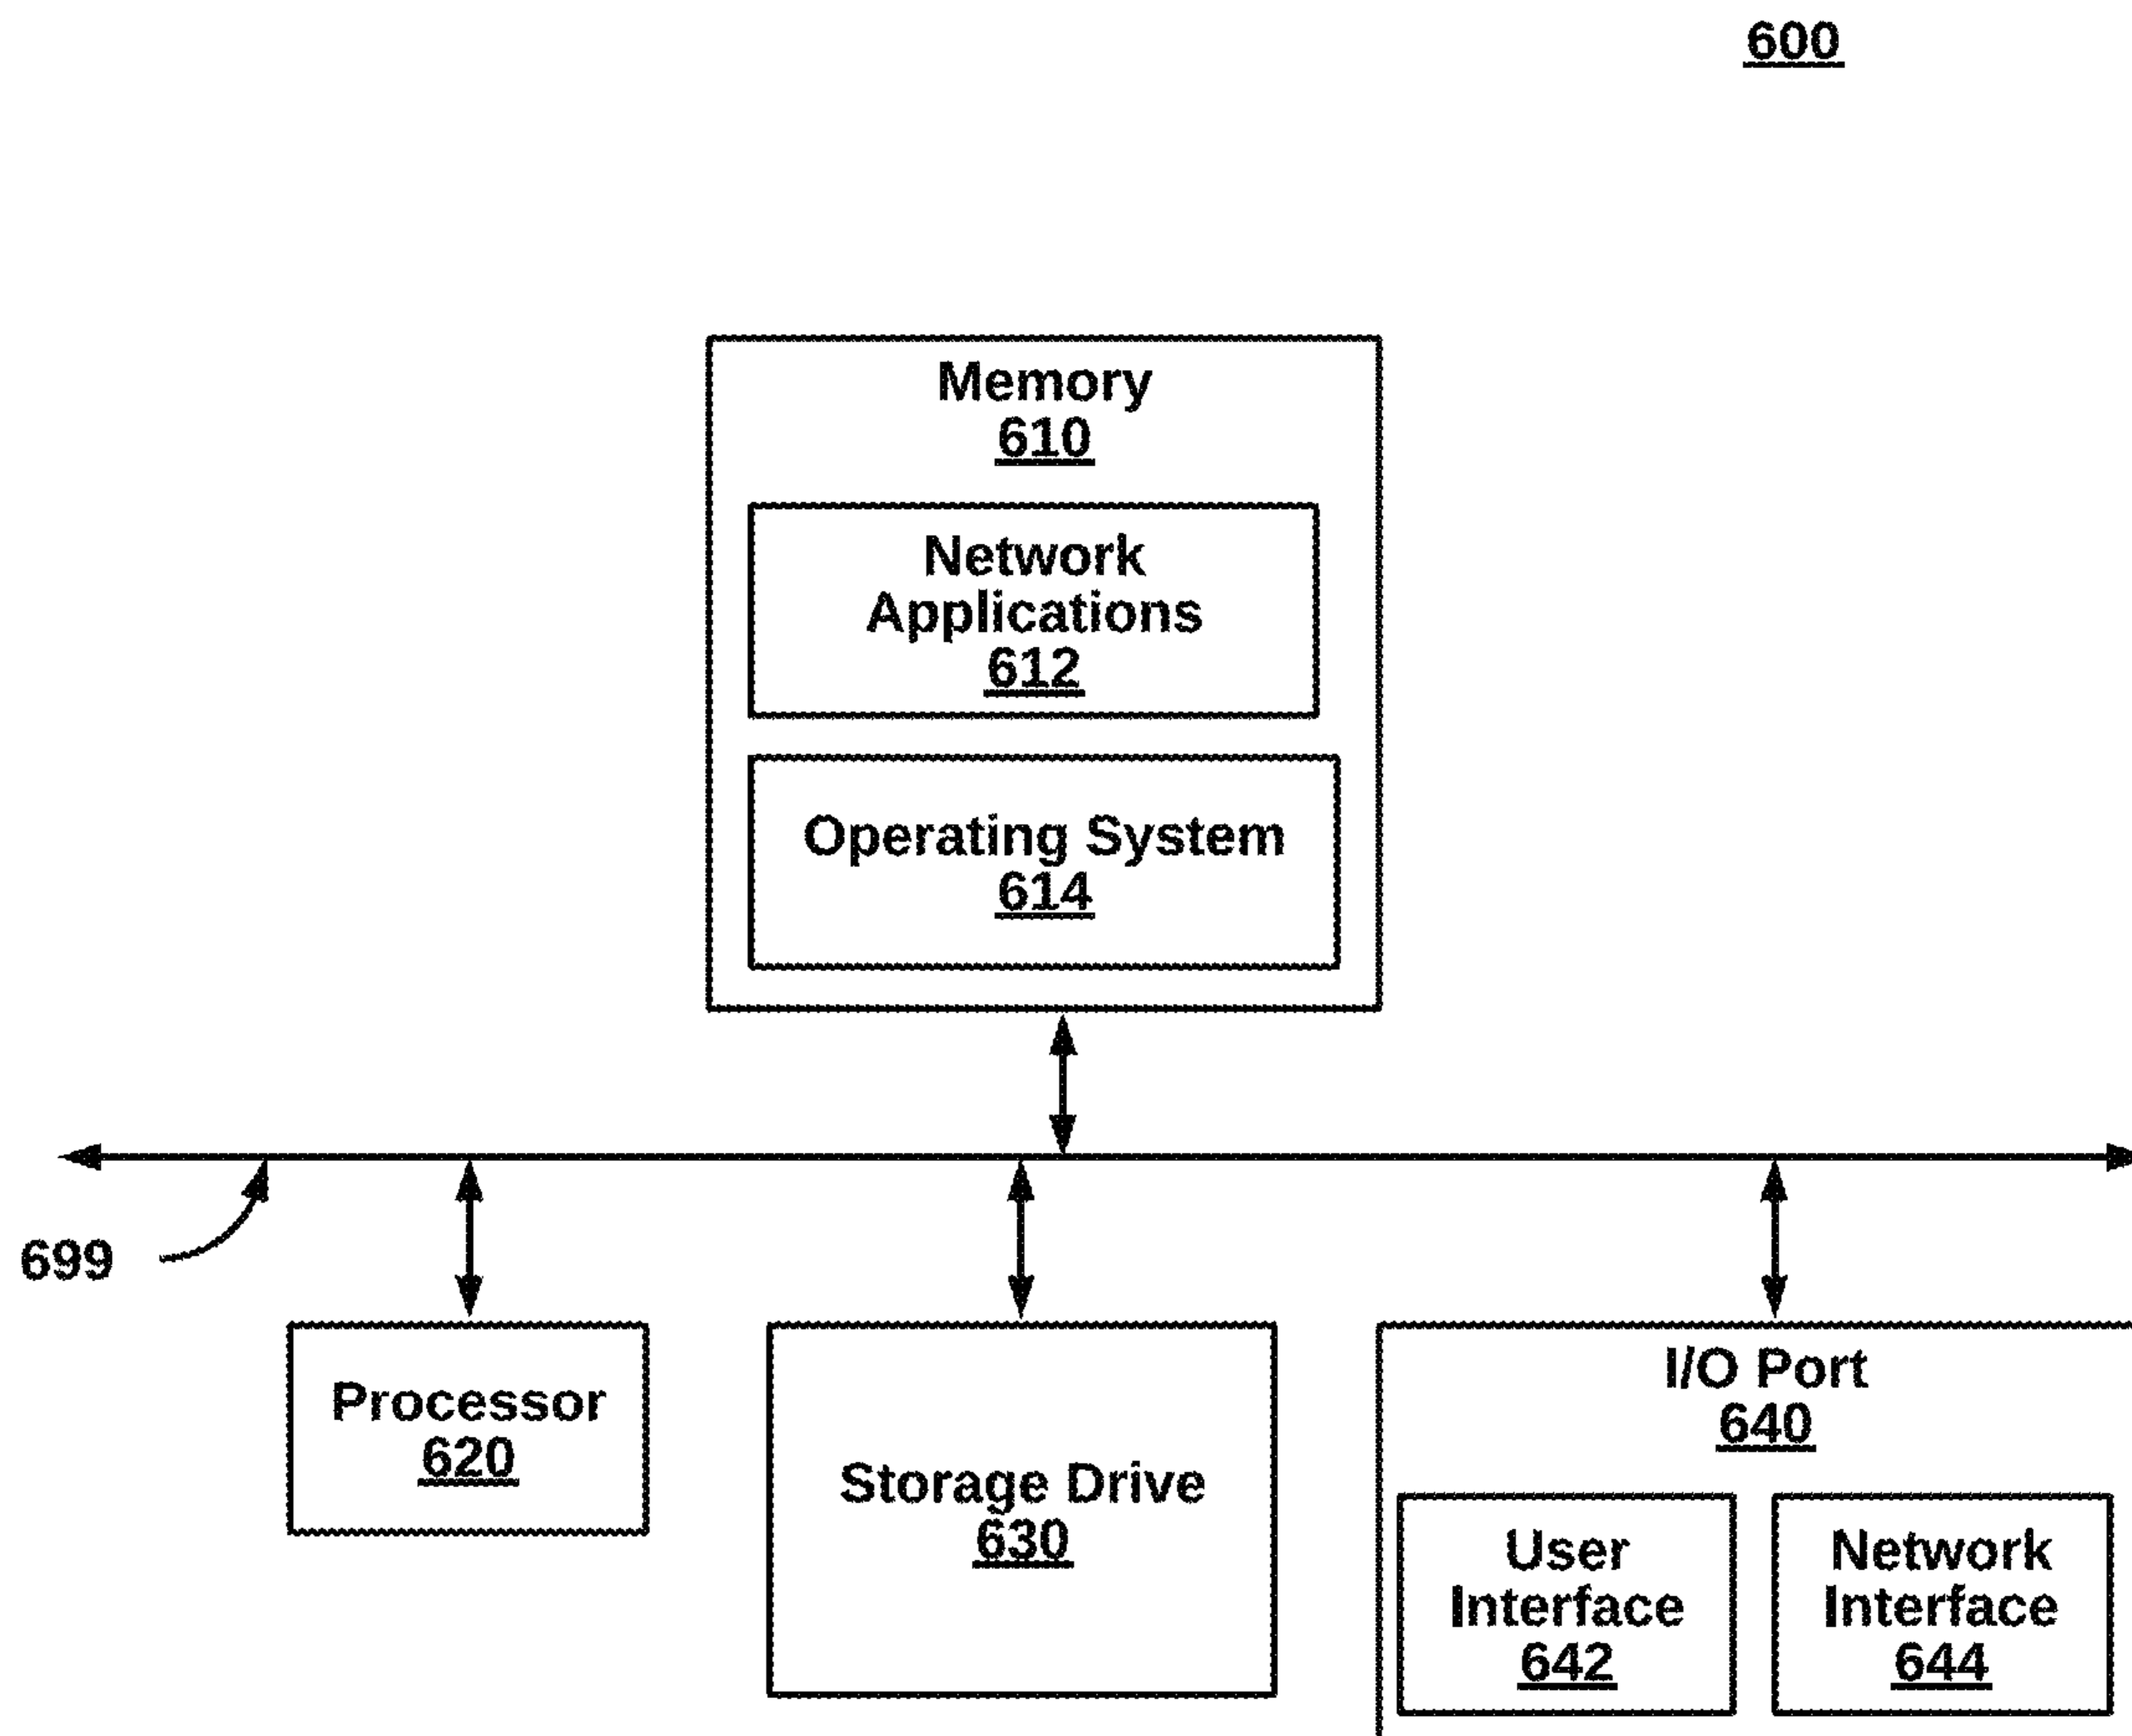 600
Memory
610
Network
Applications
612
Operating System
614
699
Processor
620
Storage Drive
630
I/O Port
640
User
Interface
642
Network
Interface
644